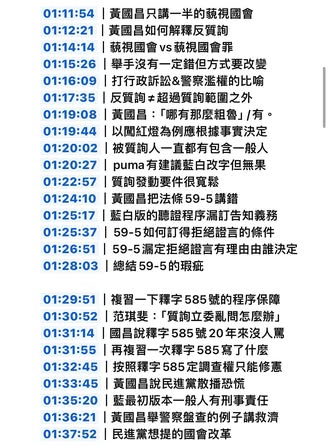 01:11:54 | 黃國昌只講一半的藐視國會
01:12:21 | 黃國昌如何解釋反質詢
01:14:14 | 藐視國會 vs 藐視國會罪
01:15:26 | 舉手沒有一定錯但方式要改變
01:16:09 | 打行政訴訟&警察濫權的比喻
01:17:35 | 反質詢≠超過質詢範圍之外
01:19:08 | 黃國昌：「哪有那麼粗魯」/有。
01:19:44 | 以闖紅燈為例應根據事實決定
01:20:02 | 被質詢人一直都有包含一般人
01:20:27 | puma有建議藍白改字但無果
01:22:57 | 質詢發動要件很寬鬆
01:24:10 | 黃國昌把法條 59-5 講錯
01:25:17 | 藍白版的聽證程序漏訂告知義務
01:25:37 | 59-5 如何訂得拒絕證言的條件
01:26:51 | 59-5漏定拒絕證言有理由由誰決定
01:28:03 | 總結 59-5 的瑕疵
01:29:51 | 複習一下釋字 585號的程序保障
01:30:52 | 范琪斐：「質詢立委亂問怎麼辦」
01:31:14 | 國昌說釋字 585 號 20 年來沒人罵
01:31:55 | 再複習一次釋字 585 寫了什麼
01:32:45 | 按照釋字 585 定調查權只能修憲
01:33:45 | 黃國昌說民進黨散播恐慌
01:35:20 | 藍最初版本一般人有刑事責任
01:36:21 | 黃國昌舉警察盤查的例子講救濟
01:37:52 | 民進黨想提的國會改革